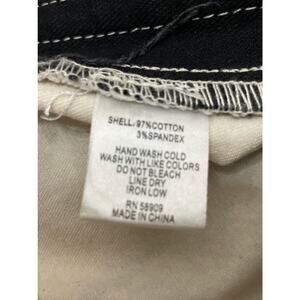 SHELL: 97%COTTON
3%SPANDEX
HAND WASH COLD
WASH WITH LIKE COLORS
DO NOT BLEACH
LINE DRY
IRON LOW
RN 58909
MADE IN CHINA